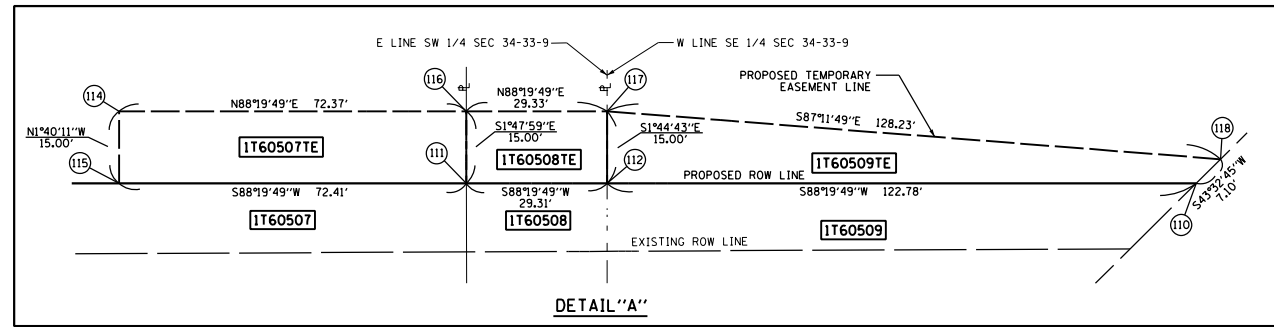 E LINE SW 1/4 SEC 34-33-9
W LINE SE 1/4 SEC 34-33-9
PROPOSED TEMPORARY
EASEMENT LINE
114
116
117
118
N88°19'49"E 72.37'
N88°19'49"E
29.33'
S87°11'49"E 128.23'
N1°40'11"W
15.00'
1T60507TE
S1°47'59"E
15.00'
1T60508TE
S1°44'43"E
15.00'
1T60509TE
115
111
112
110
PROPOSED ROW LINE
S88°19'49"W 72.41'
S88°19'49"W
29.31'
S88°19'49"W 122.78'
S43°32'45"W
7.10'
1T60507
1T60508
1T60509
EXISTING ROW LINE
DETAIL"A"